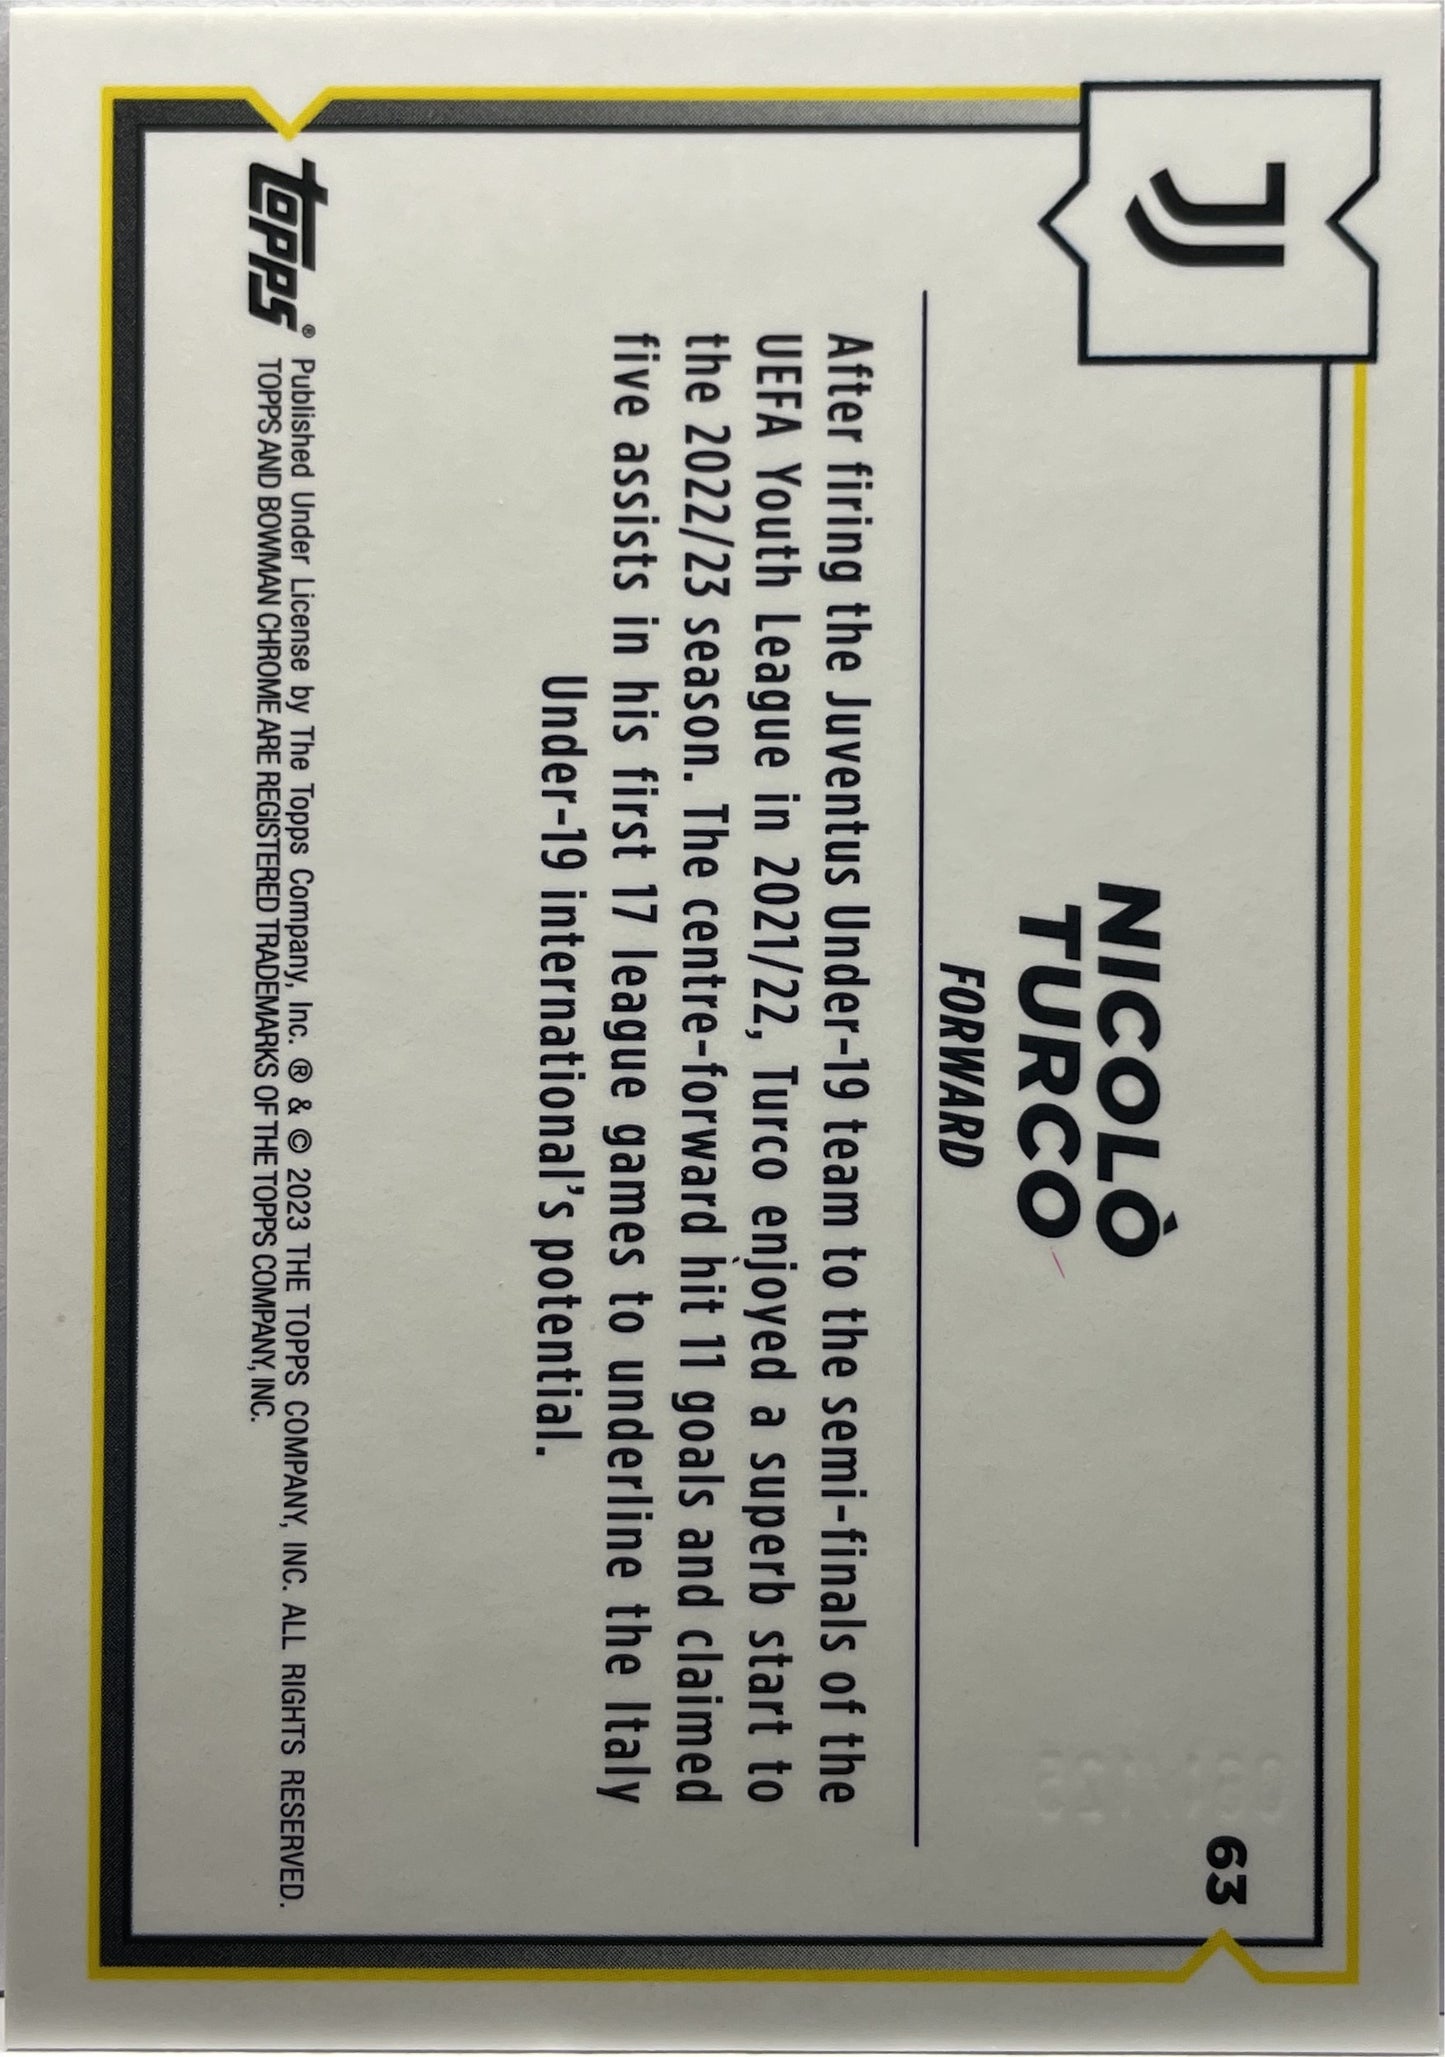 63
NICOLÒ
TURCO
FORWARD
After firing the Juventus Under-19 team to the semi-finals of the
UEFA Youth League in 2021/22, Turco enjoyed a superb start to
the 2022/23 season. The centre-forward hit 11 goals and claimed
five assists in his first 17 league games to underline the Italy
Under-19 international's potential.
topps®
Published Under License by The Topps Company, Inc. ® & © 2023 THE TOPPS COMPANY, INC. ALL RIGHTS RESERVED.
TOPPS AND BOWMAN CHROME ARE REGISTERED TRADEMARKS OF THE TOPPS COMPANY, INC.